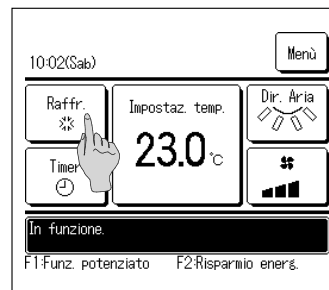 10:02(Sab)
Menù
Raffr.
Impostaz. temp.
Dir. Aria
23.0 °C
Timer
In funzione.
F1:Funz. potenziato F2:Risparmio energ.